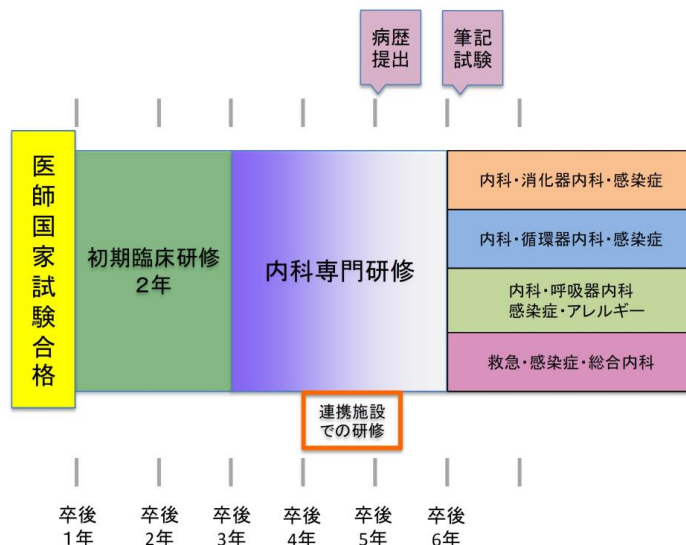 病歴
提出
筆記
試験
医師国家試験合格
初期臨床研修
2年
内科専門研修
内科・消化器内科・感染症
内科・循環器内科・感染症
内科・呼吸器内科
感染症・アレルギー
救急・感染症・総合内科
連携施設
での研修
卒後
1年
卒後
2年
卒後
3年
卒後
4年
卒後
5年
卒後
6年